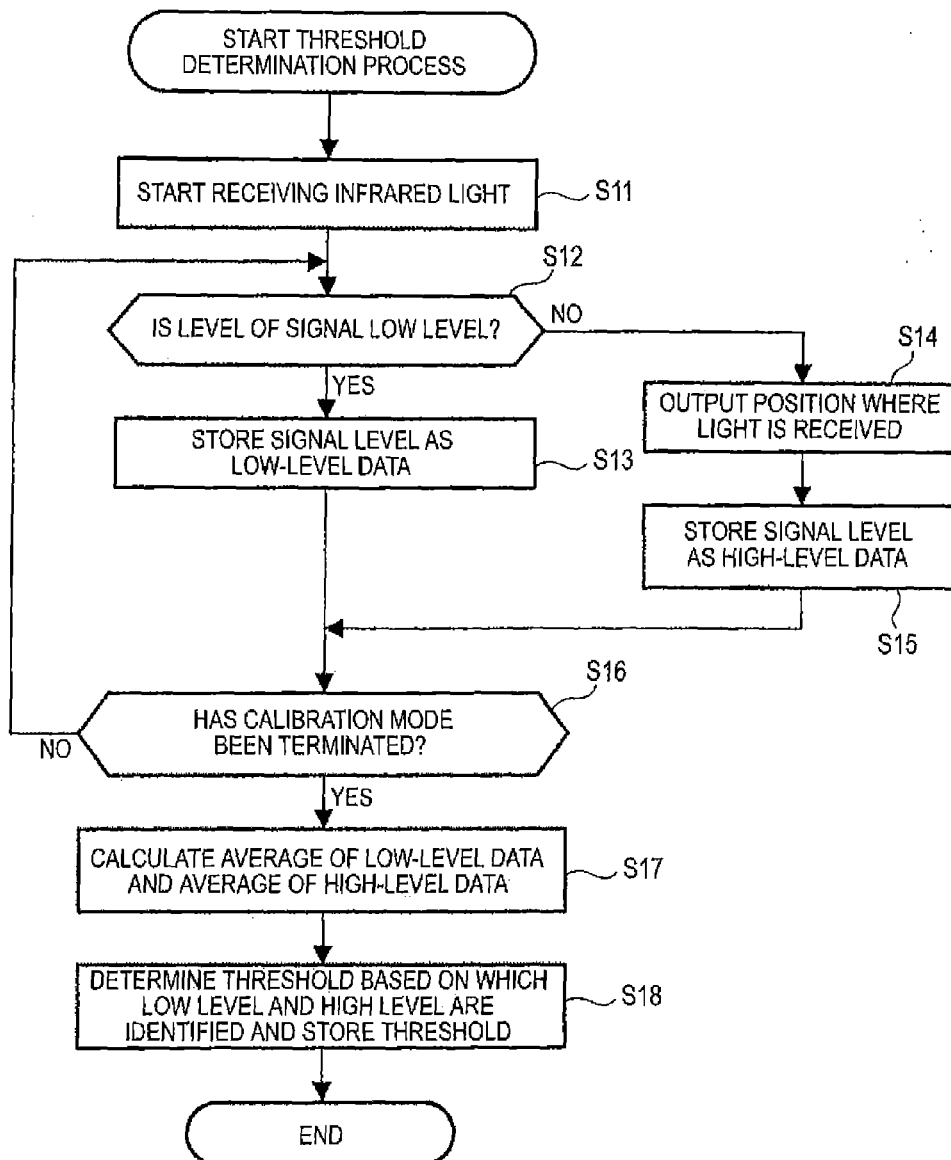 START THRESHOLD
DETERMINATION PROCESS
START RECEIVING INFRARED LIGHT
S11
S12
IS LEVEL OF SIGNAL LOW LEVEL?
NO
YES
S14
OUTPUT POSITION WHERE
LIGHT IS RECEIVED
STORE SIGNAL LEVEL AS
LOW-LEVEL DATA
S13
STORE SIGNAL LEVEL
AS HIGH-LEVEL DATA
S15
S16
HAS CALIBRATION MODE
BEEN TERMINATED?
NO
YES
CALCULATE AVERAGE OF LOW-LEVEL DATA
AND AVERAGE OF HIGH-LEVEL DATA
S17
DETERMINE THRESHOLD BASED ON WHICH
LOW LEVEL AND HIGH LEVEL ARE
IDENTIFIED AND STORE THRESHOLD
S18
END